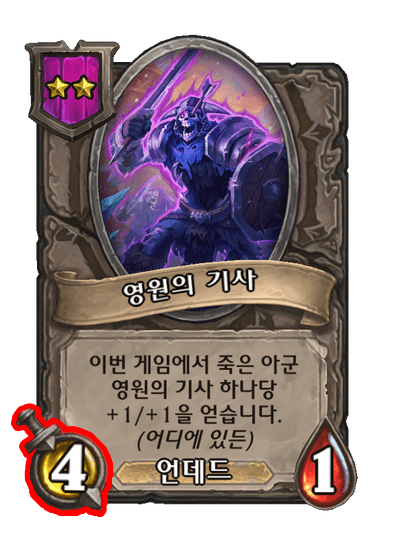 영원의 기사
이번 게임에서 죽은 아군
영원의 기사 하나당
+1/+1을 얻습니다.
(어디에 있든)
언데드
4
1